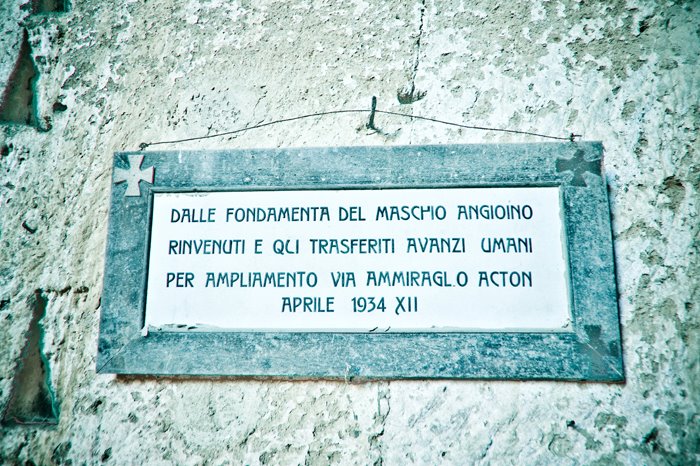 DALLE FONDAMENTA DEL MASCHIO ANGIOINO
RINVENUTI E QUI TRASFERITI AVANZI UMANI
PER AMPLIAMENTO VIA AMMIRAGL.O ACTON
APRILE 1934 XII